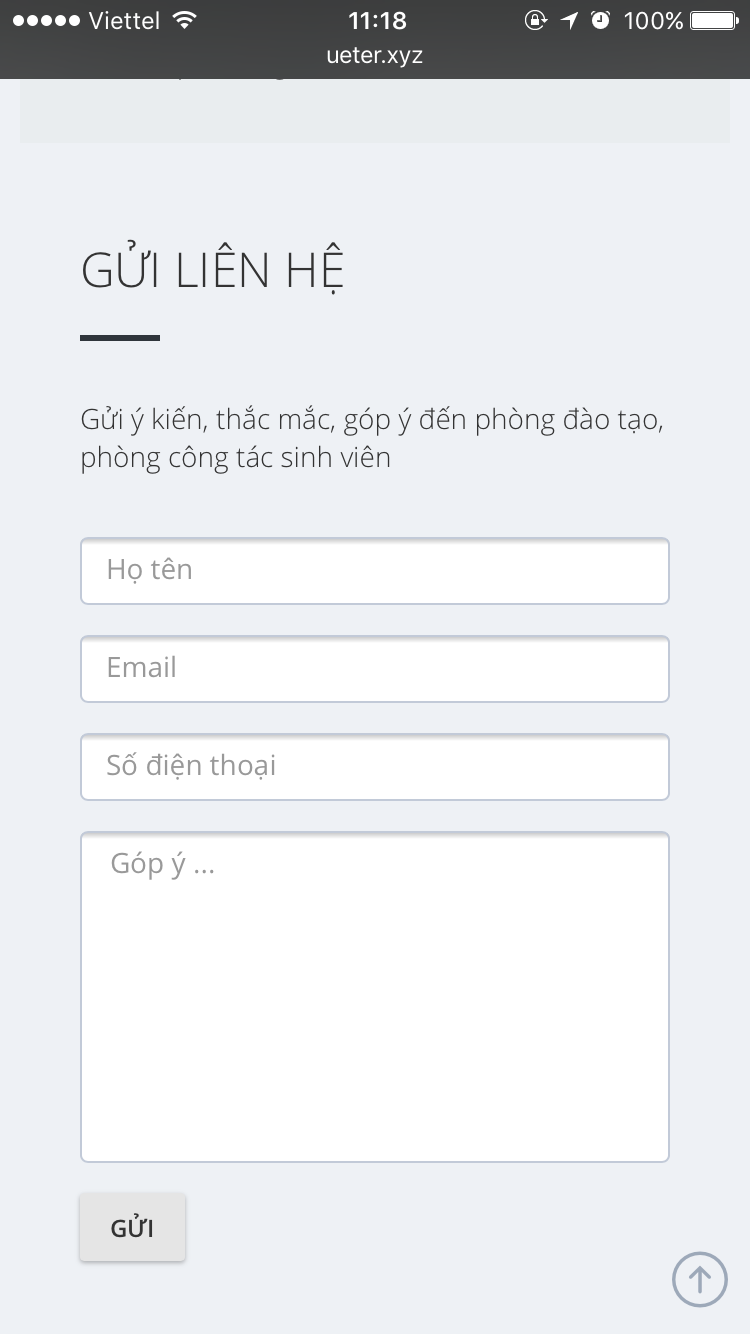 Viettel 11:18 100%
ueter.xyz
GỬI LIÊN HỆ
Gửi ý kiến, thắc mắc, góp ý đến phòng đào tạo,
phòng công tác sinh viên
Họ tên
Email
Số điện thoại
Góp ý ...
GỬI